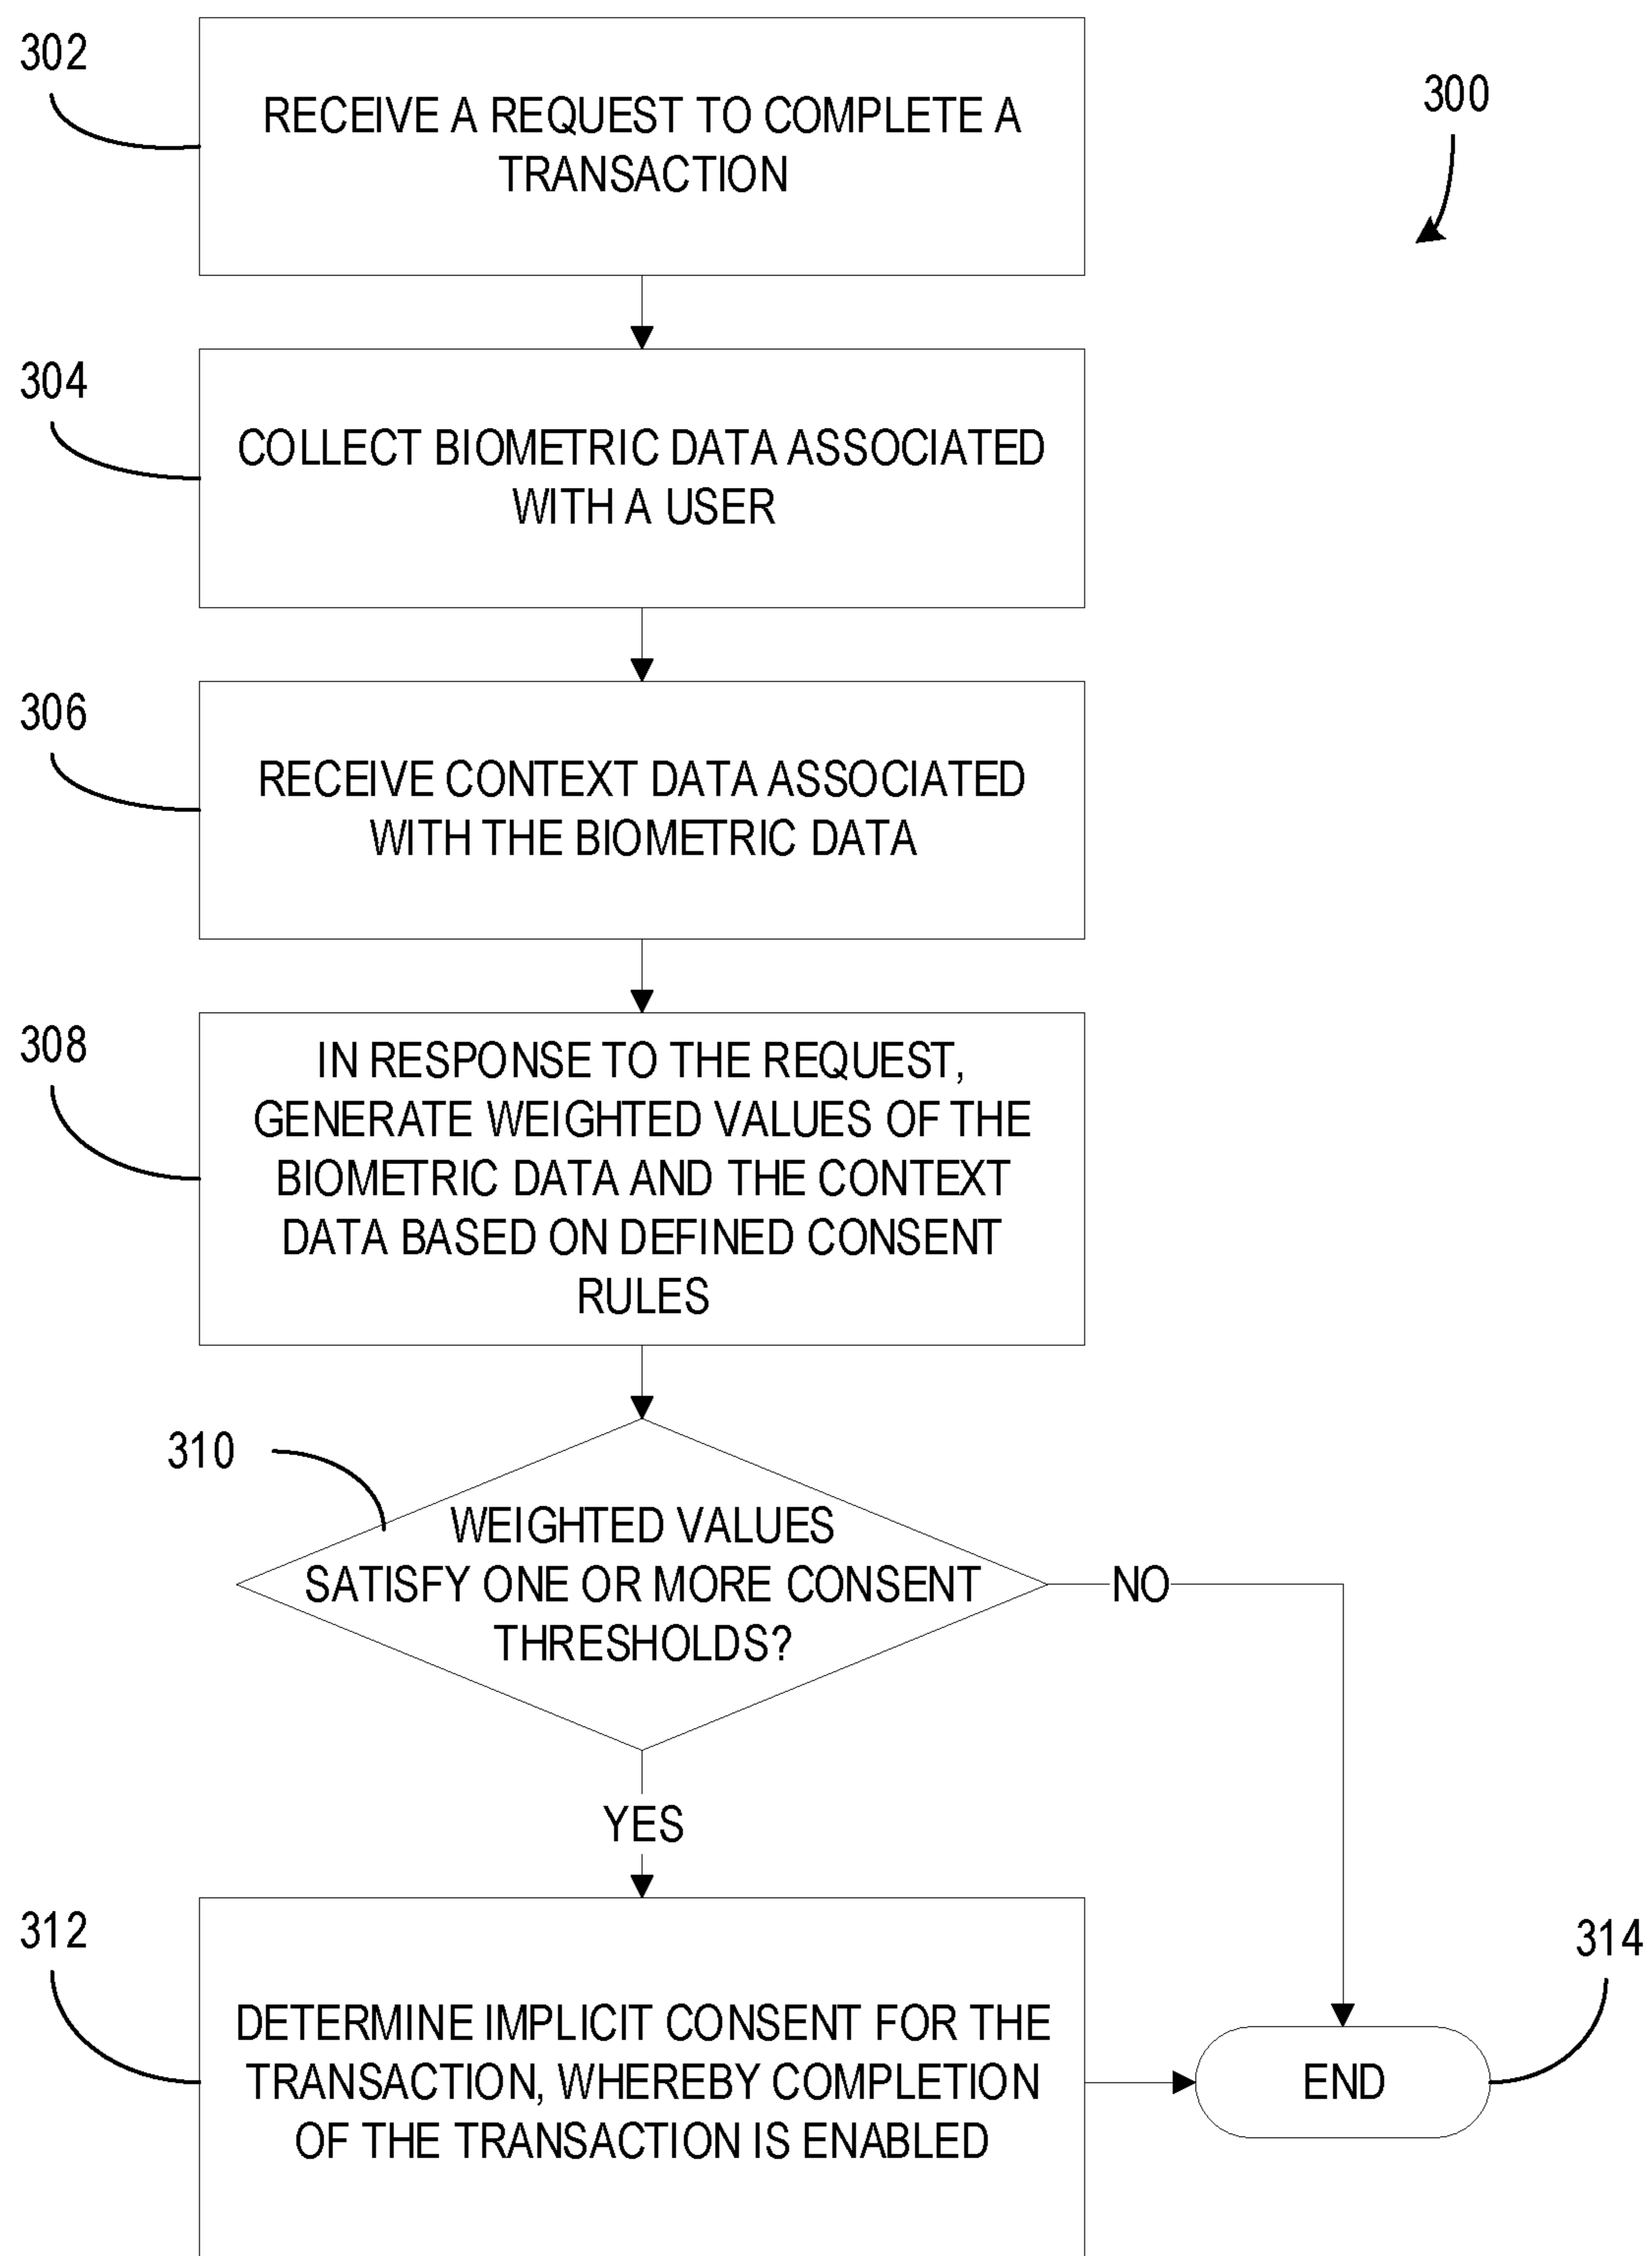 302
RECEIVE A REQUEST TO COMPLETE A
TRANSACTION
300
304
COLLECT BIOMETRIC DATA ASSOCIATED
WITH A USER
306
RECEIVE CONTEXT DATA ASSOCIATED
WITH THE BIOMETRIC DATA
308
IN RESPONSE TO THE REQUEST,
GENERATE WEIGHTED VALUES OF THE
BIOMETRIC DATA AND THE CONTEXT
DATA BASED ON DEFINED CONSENT
RULES
310
WEIGHTED VALUES
SATISFY ONE OR MORE CONSENT
THRESHOLDS?
NO
YES
312
DETERMINE IMPLICIT CONSENT FOR THE
TRANSACTION, WHEREBY COMPLETION
OF THE TRANSACTION IS ENABLED
314
END